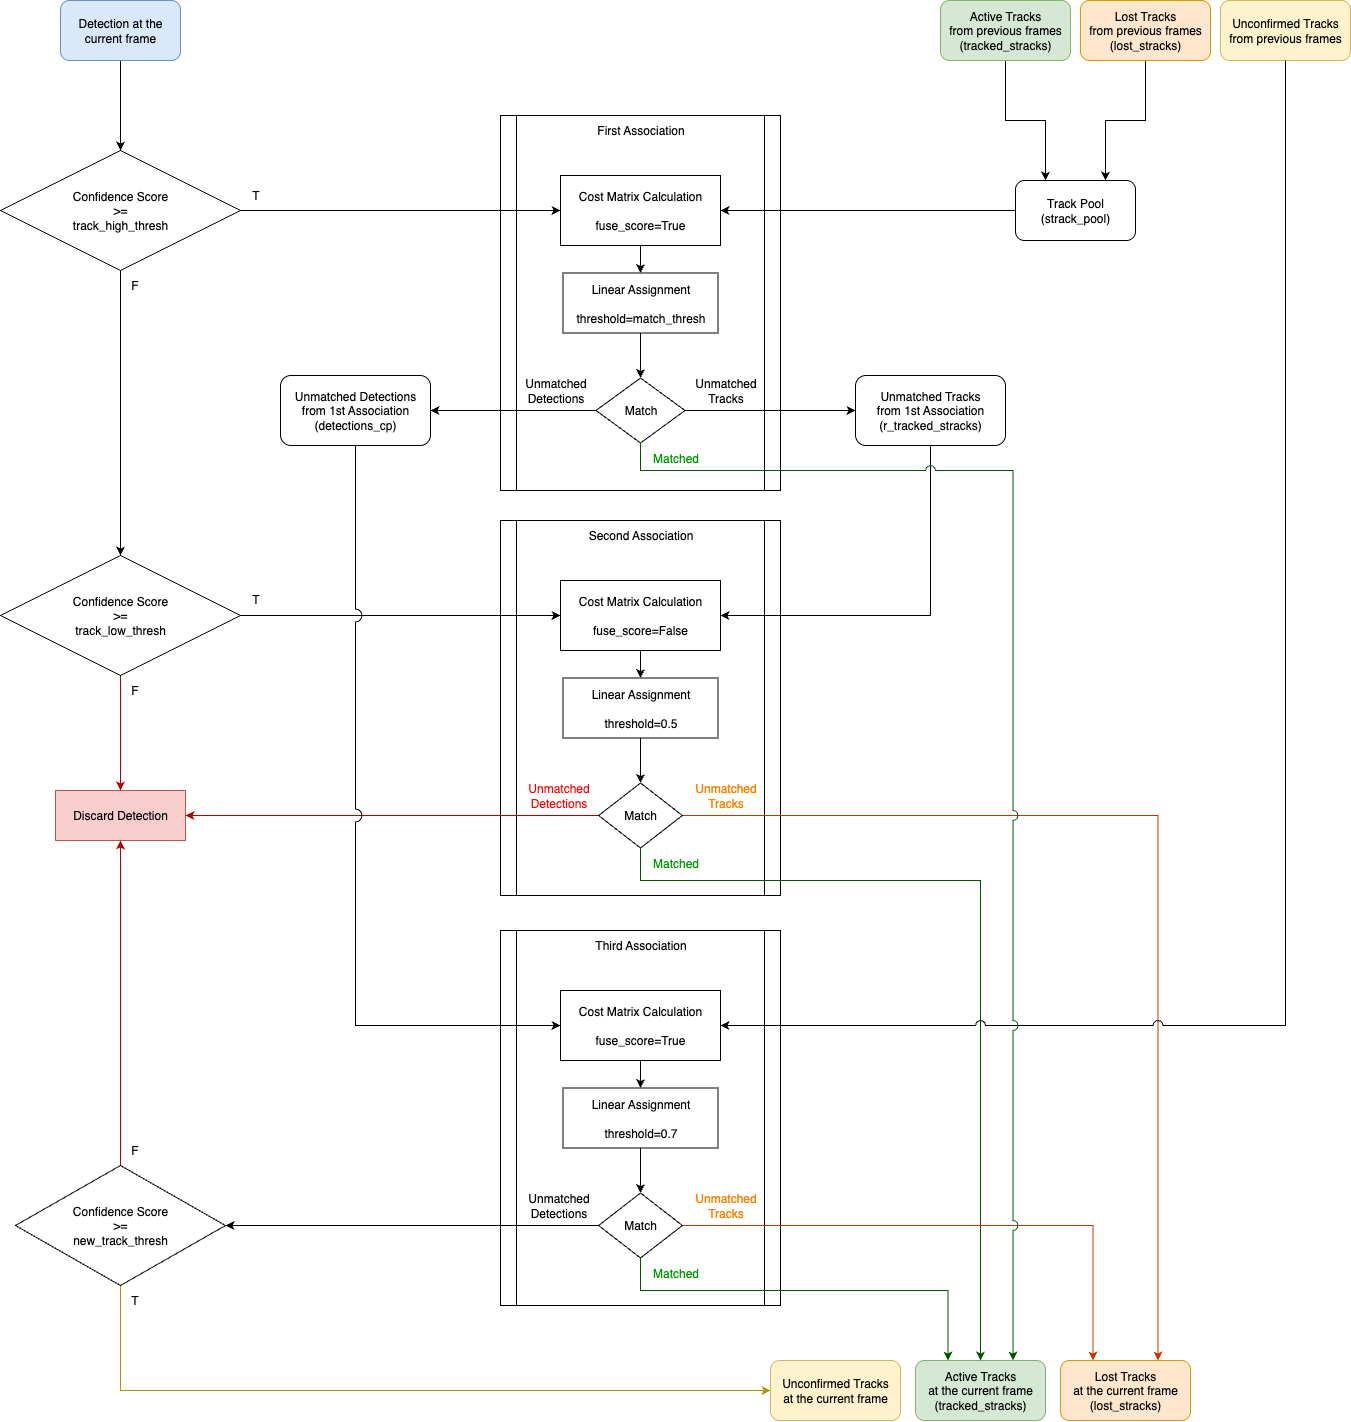 Detection at the
current frame
Active Tracks
from previous frames
(tracked_stracks)
Lost Tracks
from previous frames
(lost_stracks)
Unconfirmed Tracks
from previous frames
First Association
Confidence Score
>=
track_high_thresh
T
F
Cost Matrix Calculation
fuse_score=True
Track Pool
(strack_pool)
Linear Assignment
threshold=match_thresh
Unmatched
Detections
Match
Unmatched
Tracks
Matched
Unmatched Detections
from 1st Association
(detections_cp)
Unmatched Tracks
from 1st Association
(r_tracked_stracks)
Second Association
Confidence Score
>=
track_low_thresh
T
F
Cost Matrix Calculation
fuse_score=False
Linear Assignment
threshold=0.5
Unmatched
Detections
Match
Unmatched
Tracks
Matched
Discard Detection
Third Association
Cost Matrix Calculation
fuse_score=True
Linear Assignment
threshold=0.7
Unmatched
Detections
Match
Unmatched
Tracks
Matched
F
Confidence Score
>=
new_track_thresh
T
Unconfirmed Tracks
at the current frame
Active Tracks
at the current frame
(tracked_stracks)
Lost Tracks
at the current frame
(lost_stracks)